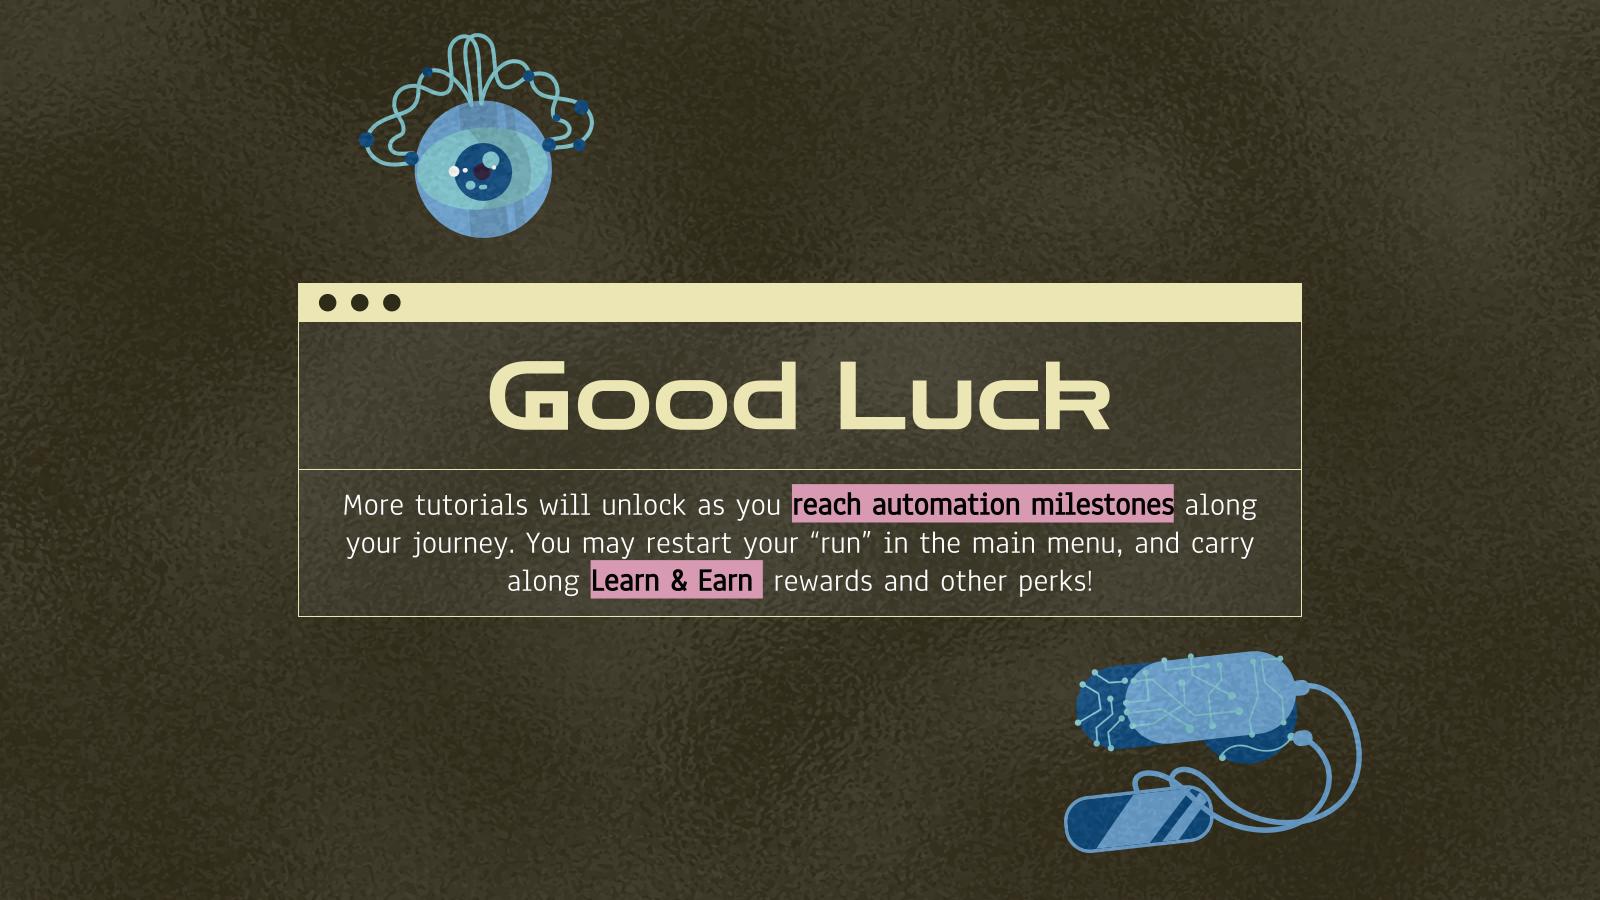 Good Luck
More tutorials will unlock as you reach automation milestones along
your journey. You may restart your “run” in the main menu, and carry
along Learn & Earn rewards and other perks!